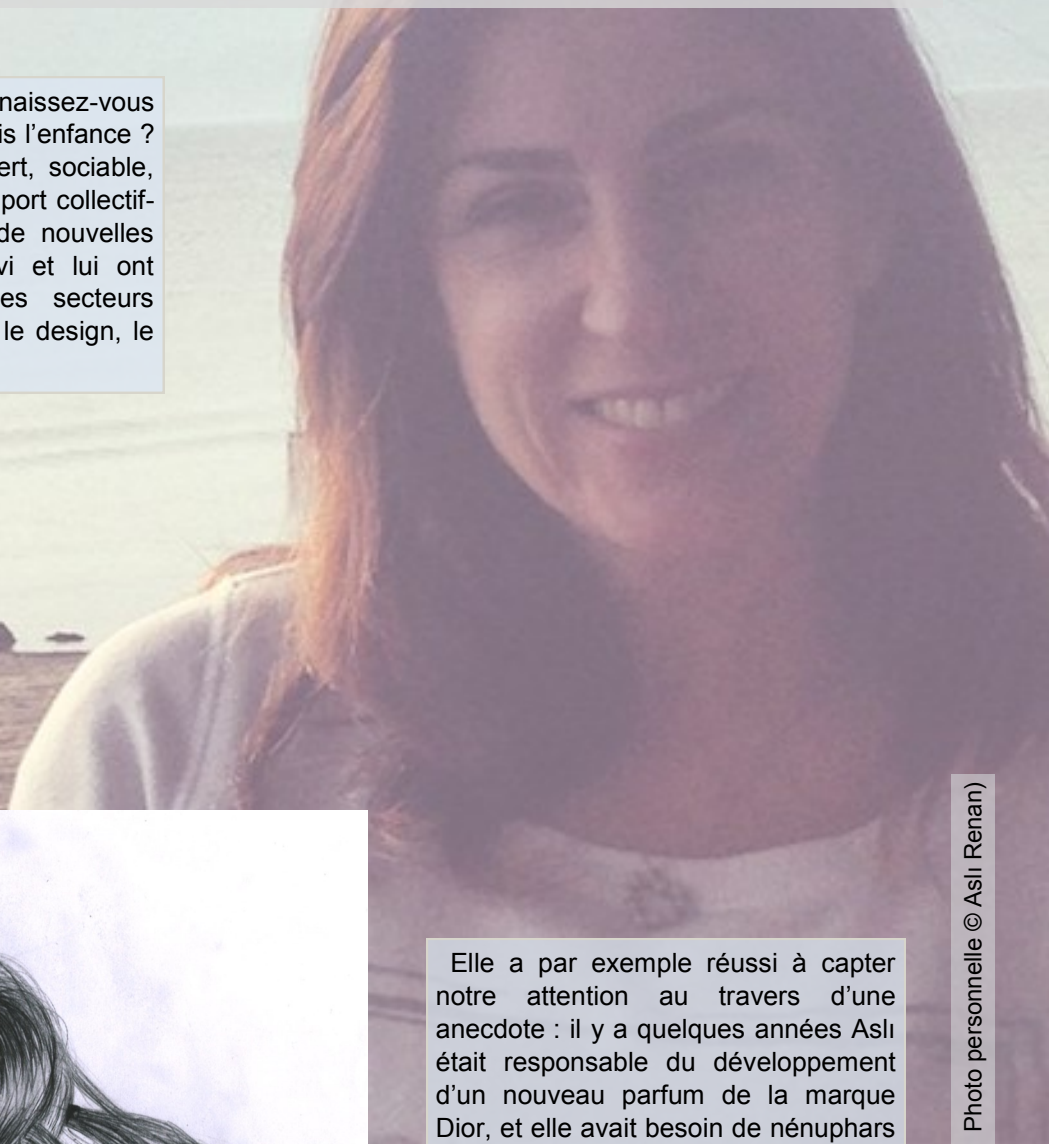 naissez-vous
is l’enfance ?
ert, sociable,
port collectif-
de nouvelles
vi et lui ont
es secteurs
le design, le
Elle a par exemple réussi à capter
notre attention au travers d’une
anecdote : il y a quelques années Aslı
était responsable du développement
d’un nouveau parfum de la marque
Dior, et elle avait besoin de nénuphars
Photo personnelle © Aslı Renan)